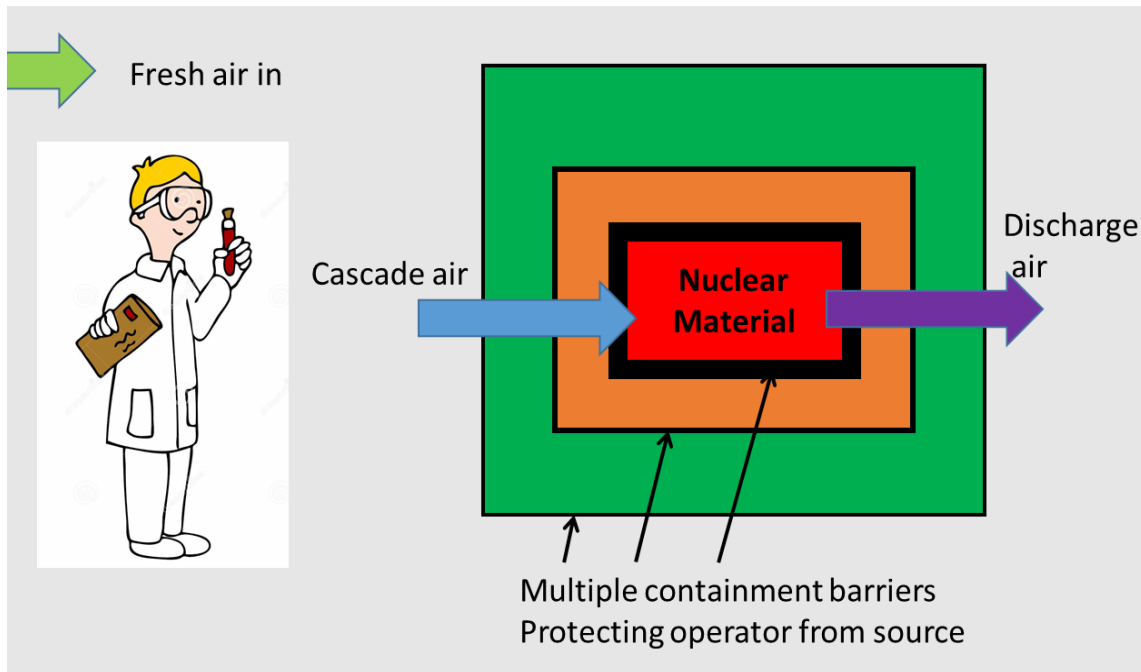 Fresh air in
Cascade air
Nuclear
Material
Discharge
air
Multiple containment barriers
Protecting operator from source